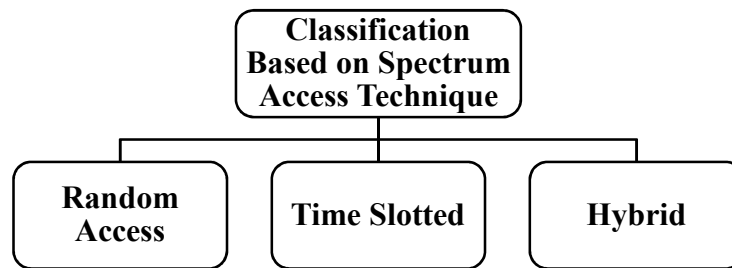 Classification
Based on Spectrum
Access Technique
Random
Access
Time Slotted
Hybrid